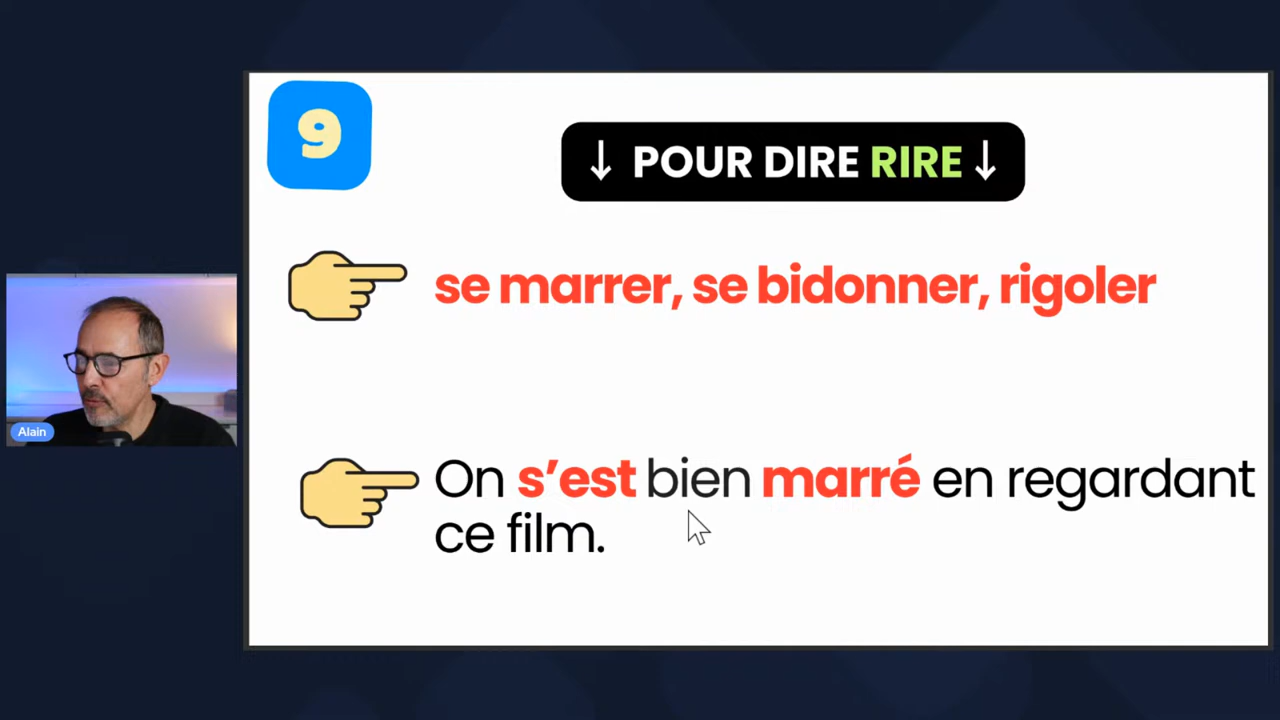 9
↓ POUR DIRE RIRE ↓
se marrer, se bidonner, rigoler
On s’est bien marré en regardant
ce film.
Alain